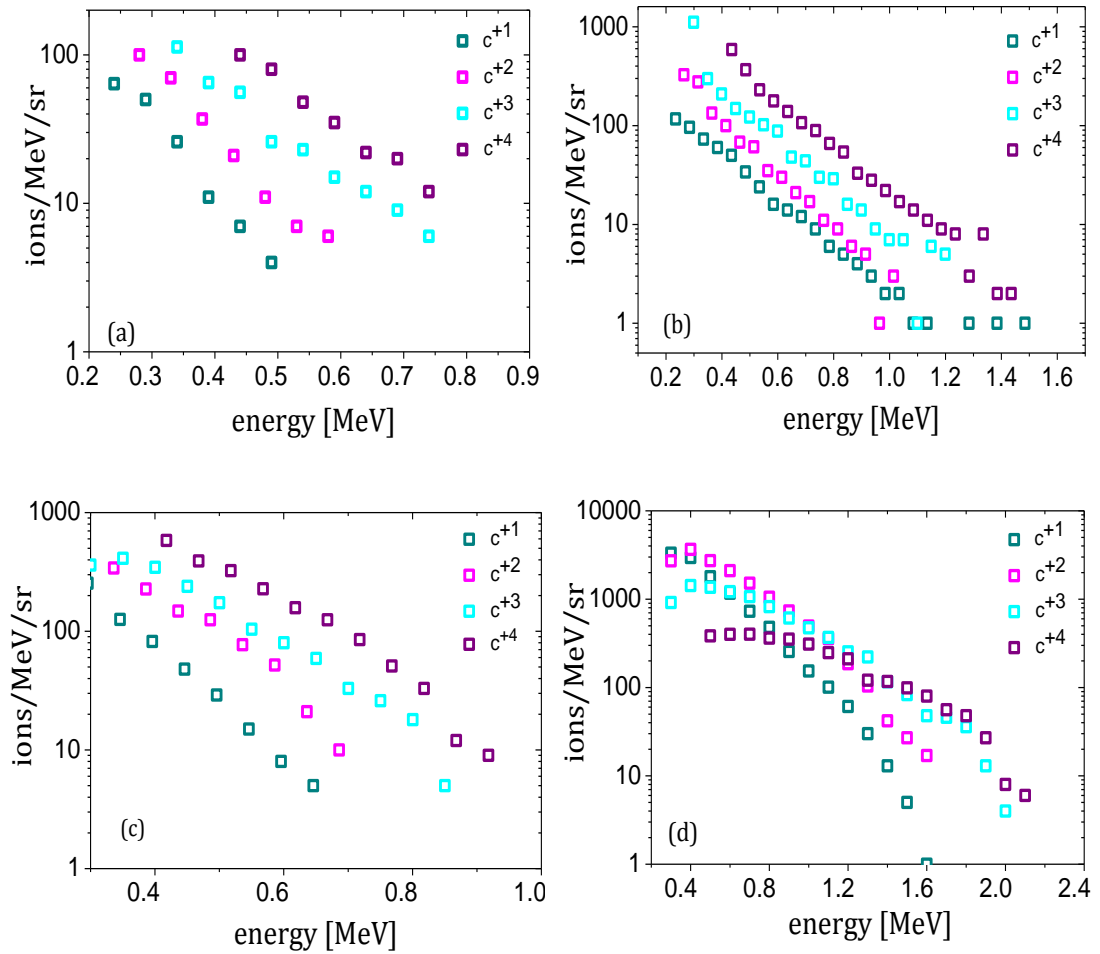 100
10
1
ions/MeV/sr
(a)
c+1
c+2
c+3
c+4
0.2 0.3 0.4 0.5 0.6 0.7 0.8 0.9
energy [MeV]
1000
100
10
1
ions/MeV/sr
(b)
c+1
c+2
c+3
c+4
0.2 0.4 0.6 0.8 1.0 1.2 1.4 1.6
energy [MeV]
1000
100
10
1
ions/MeV/sr
(c)
c+1
c+2
c+3
c+4
0.4 0.6 0.8 1.0
energy [MeV]
10000
1000
100
10
1
ions/MeV/sr
(d)
c+1
c+2
c+3
c+4
0.4 0.8 1.2 1.6 2.0 2.4
energy [MeV]